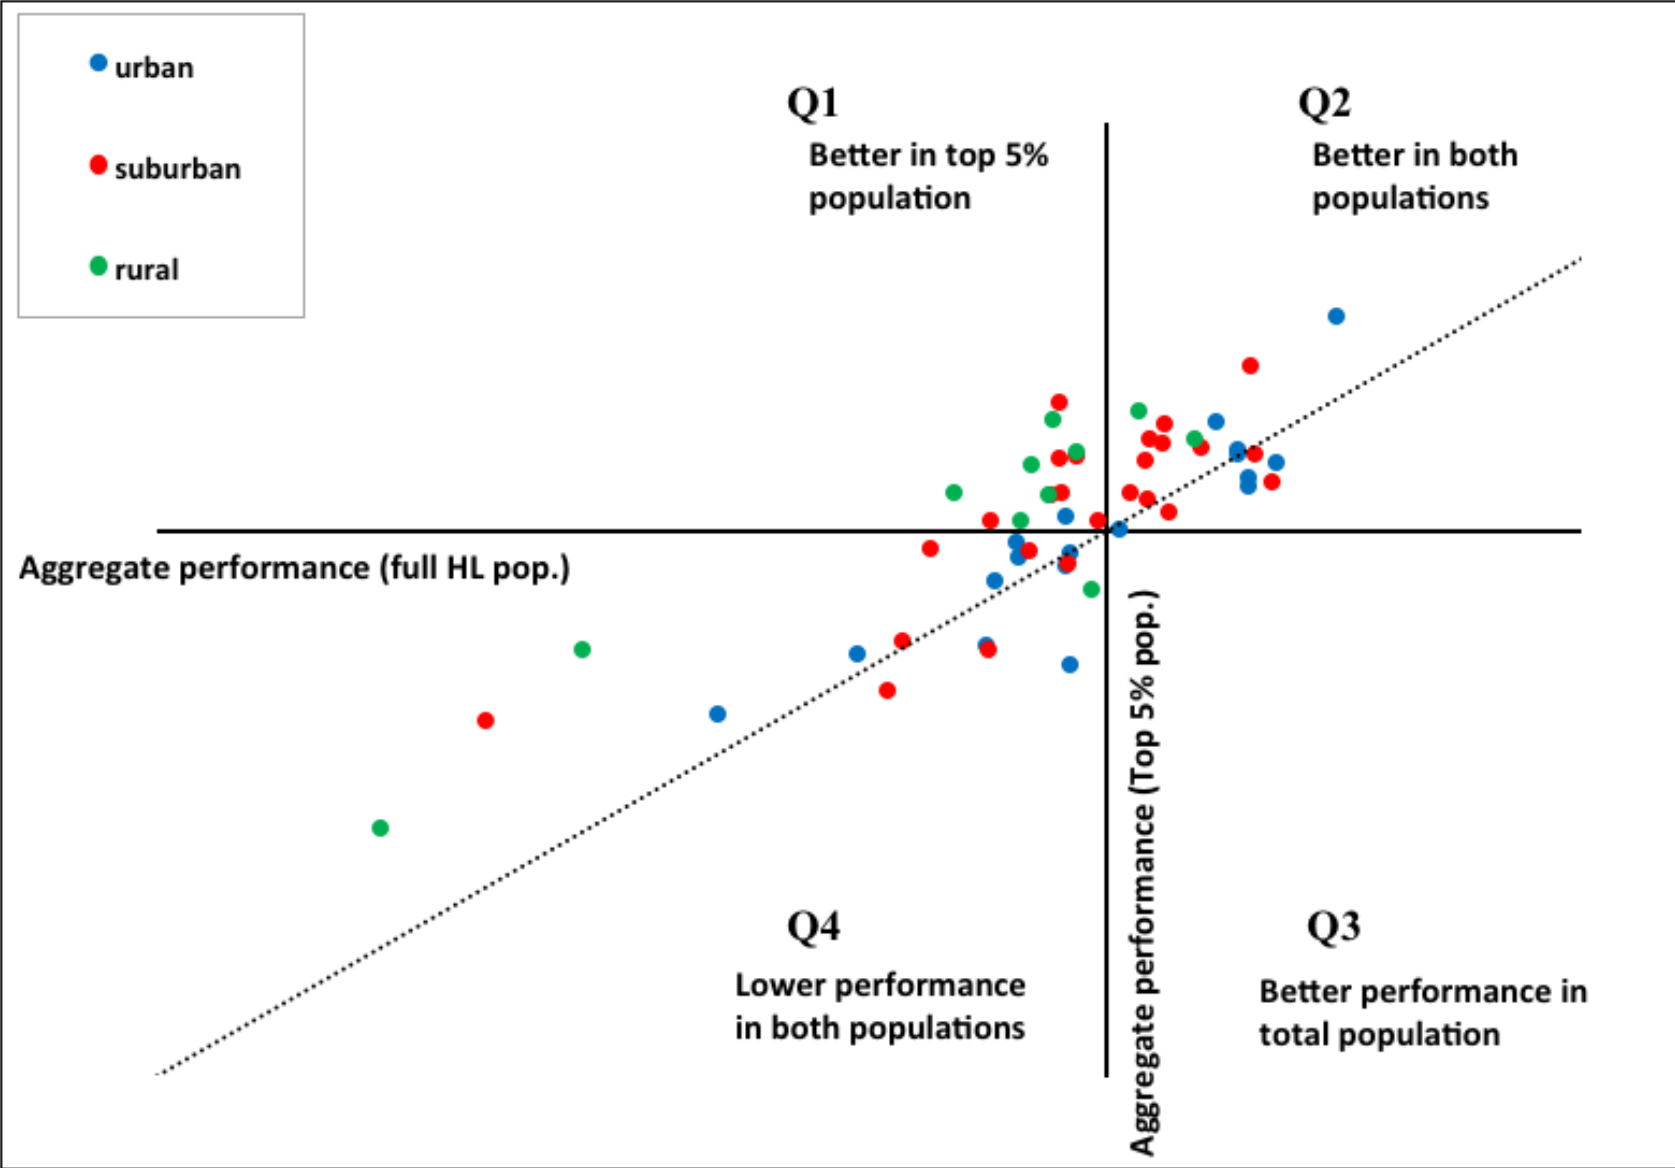 urban
suburban
rural
Q1
Better in top 5%
population
Q2
Better in both
populations
Aggregate performance (full HL pop.)
Aggregate performance (Top 5% pop.)
Q4
Lower performance
in both populations
Q3
Better performance in
total population